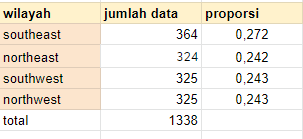 wilayah jumlah data proporsi
southeast 364 0,272
northeast 324 0,242
southwest 325 0,243
northwest 325 0,243
total 1338